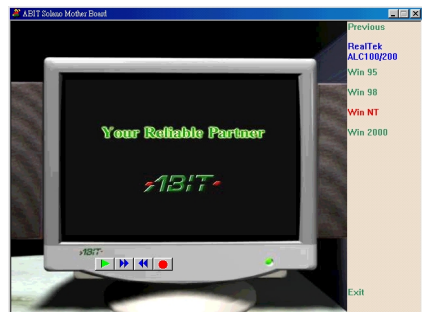 ABIT Solano Mother Board
Previous
RealTek
ALC100/200
Win 95
Win 98
Win NT
Win 2000
Your Reliable Partner
ABIT
ABIT
Exit